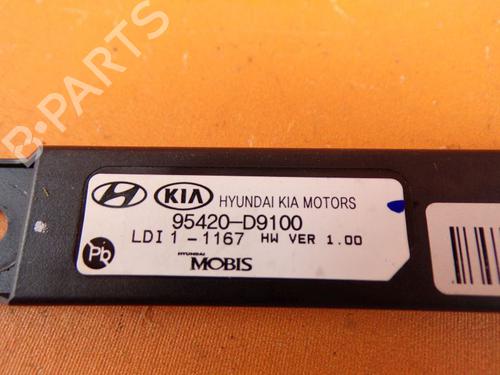 B-PARTS
KIA HYUNDAI KIA MOTORS
95420-D9100
LDI 1 - 1167 HW VER 1.00
Pb
HYUNDAI
MOBIS